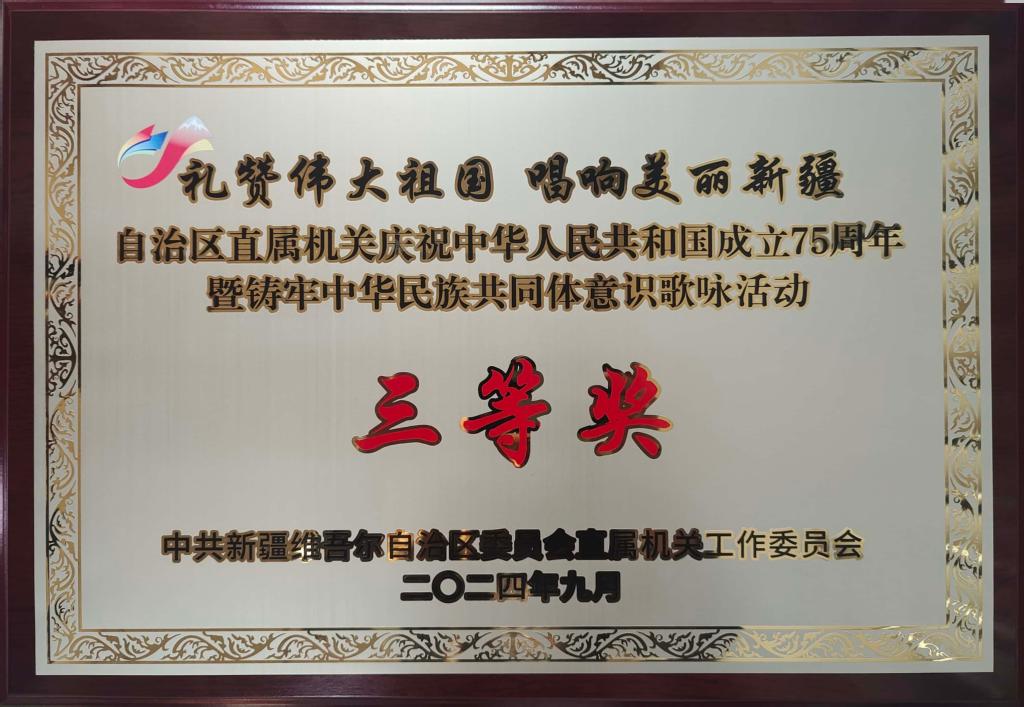 礼赞伟大祖国 唱响美丽新疆
自治区直属机关庆祝中华人民共和国成立75周年
暨铸牢中华民族共同体意识歌咏活动
三等奖
中共新疆维吾尔自治区委员会直属机关工作委员会
二〇二四年九月